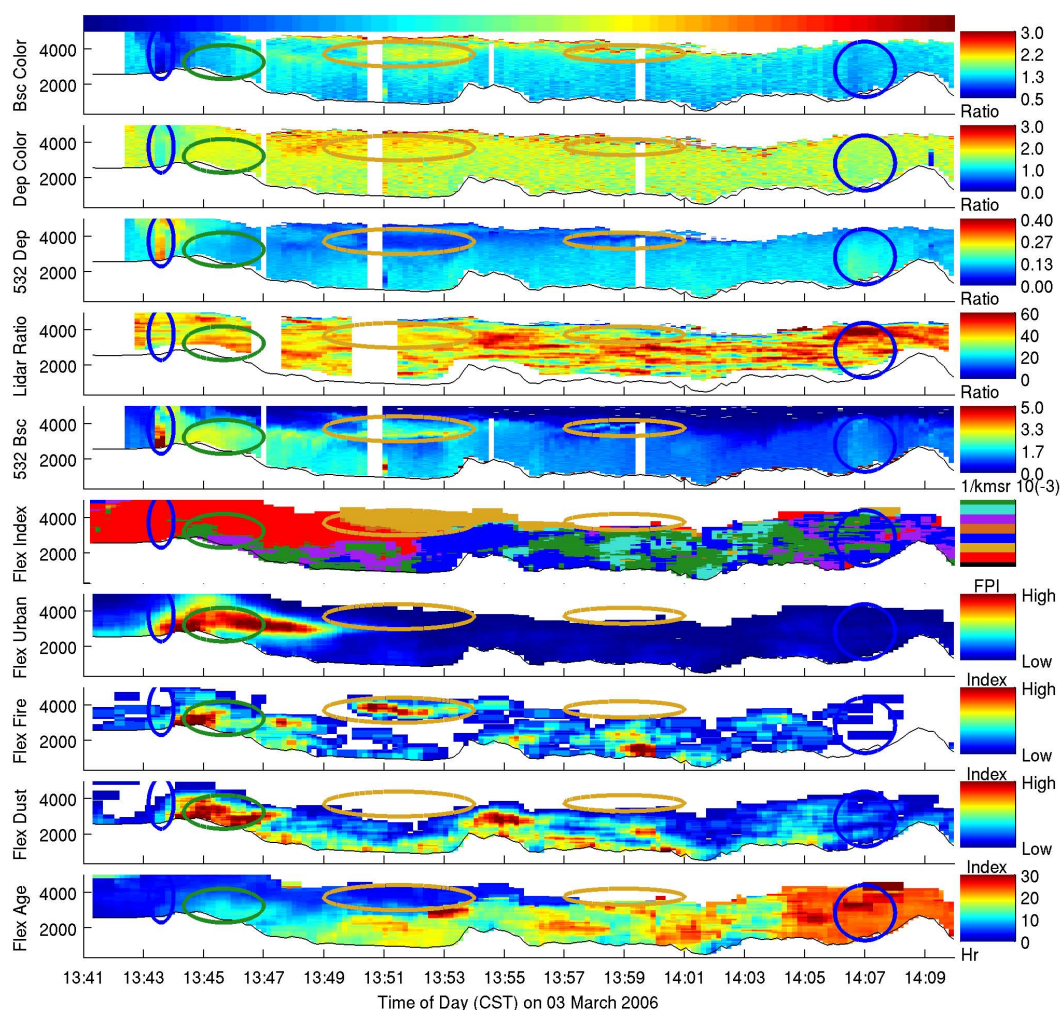 4000
2000
Bsc Color
3.0
2.2
1.3
0.5
Ratio
4000
2000
Dep Color
3.0
2.0
1.0
0.0
Ratio
4000
2000
532 Dep
0.40
0.27
0.13
0.00
Ratio
4000
2000
Lidar Ratio
60
40
20
0
Ratio
4000
2000
532 Bsc
5.0
3.3
1.7
0.0
1/kmsr 10(-3)
4000
2000
Flex Index
FPI
4000
2000
Flex Urban
High
Low
Index
4000
2000
Flex Fire
High
Low
Index
4000
2000
Flex Dust
High
Low
Index
4000
2000
Flex Age
30
20
10
0
Hr
13:41 13:43 13:45 13:47 13:49 13:51 13:53 13:55 13:57 13:59 14:01 14:03 14:05 14:07 14:09
Time of Day (CST) on 03 March 2006